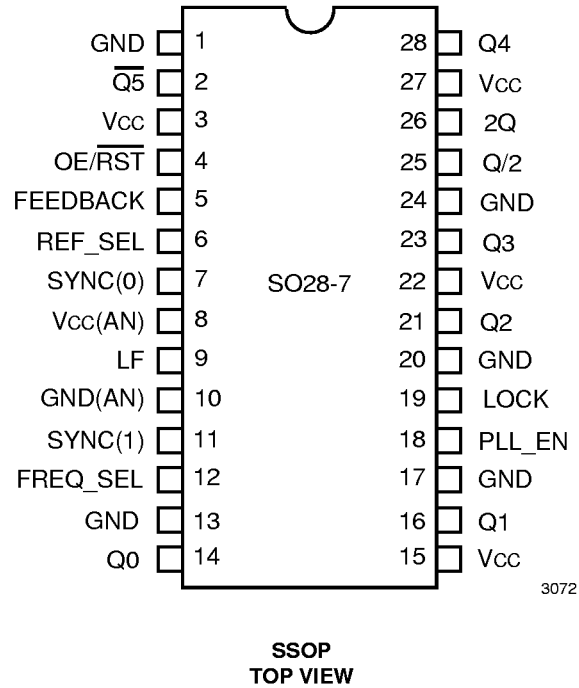 GND 1 28 Q4
Q5 2 27 VCC
VCC 3 26 2Q
OE/RST 4 25 Q/2
FEEDBACK 5 24 GND
REF_SEL 6 23 Q3
SYNC(0) 7 SO28-7 22 VCC
VCC(AN) 8 21 Q2
LF 9 20 GND
GND(AN) 10 19 LOCK
SYNC(1) 11 18 PLL_EN
FREQ_SEL 12 17 GND
GND 13 16 Q1
Q0 14 15 VCC
3072
SSOP
TOP VIEW